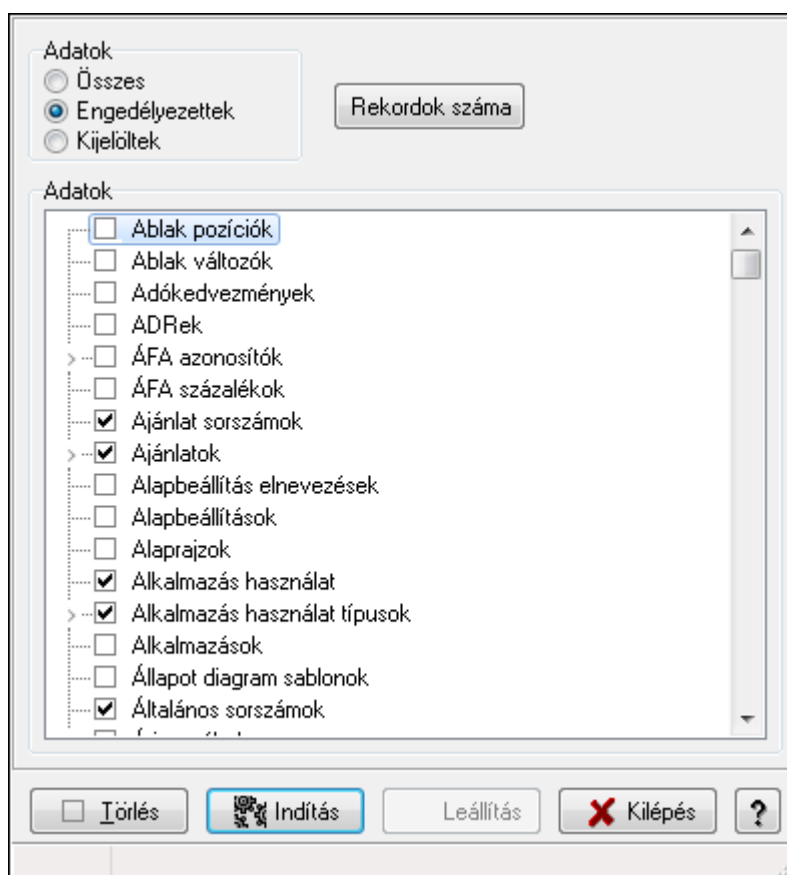 Adatok
Összes
Engedélyezettek
Kijelöltek
Rekordok száma
Adatok
Ablak pozíciók
Ablak változók
Adókedvezmények
ADRek
ÁFA azonosítók
ÁFA százalékok
Ajánlat sorszámok
Ajánlatok
Alapbeállítás elnevezések
Alapbeállítások
Alaprajzok
Alkalmazás használat
Alkalmazás használat típusok
Alkalmazások
Állapot diagram sablonok
Általános sorszámok
Törlés
Indítás
Leállítás
Kilépés
?